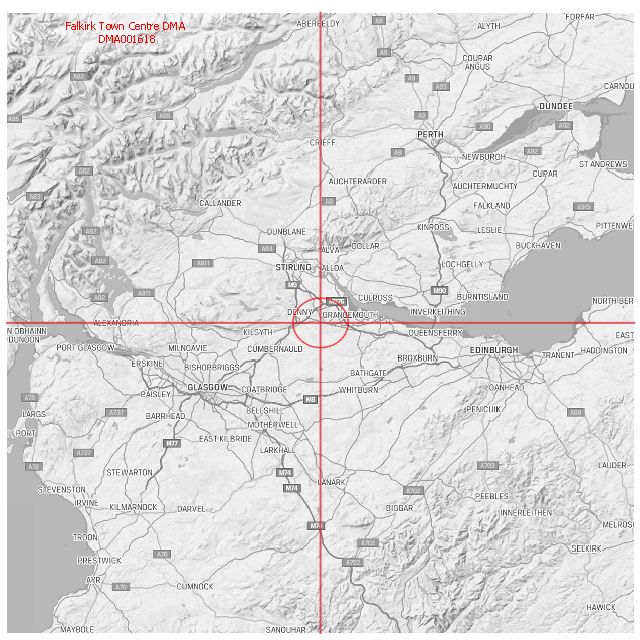 Falkirk Town Centre DMA
DMA001618
ABERFELDY
A9
ALYTH
FORFAR
A9
COUPAR
ANGUS
A82
A9
A93
CARNOU
DUNDEE
A85
A85
A9
A90
A92
PERTH
CRIEFF
A9
NEWBURGH
A92
ST ANDREWS
A82
CUPAR
AUCHTERARDER
AUCHTERMUCHTY
A83
CALLANDER
A9
FALKLAND
A915
A82
DUNBLANE
KINROSS
LESLIE
PITTENWEE
A84
ALVA
DOLLAR
BUCKHAVEN
A82
A811
STIRLING
ALLOA
LOCHGELLY
M9
M90
A82
A811
CULROSS
BURNTISLAND
NORTH BER
DENNY
GRANGEMOUTH
INVERKEITHING
ALEXANDRIA
KILSYTH
QUEENSFERRY
EAST
DUNOON
PORT GLASGOW
MILNGAVIE
CUMBERNAULD
BROXBURN
EDINBURGH
TRANENT
HADDINGTON
ERSKINE
BISHOPBRIGGS
BATHGATE
PAISLEY
GLASGOW
COATBRIDGE
WHITBURN
LOANHEAD
A78
M8
LARGS
A737
BARRHEAD
BELLSHILL
PENICUIK
A68
PORT
MOTHERWELL
M77
EAST KILBRIDE
A737
LARKHALL
A78
A703
LAUDER
STEWARTON
M74
LANARK
STEVENSTON
M74
A702
PEEBLES
IRVINE
KILMARNOCK
DARVEL
BIGGAR
INNERLEITHEN
M74
MELROS
TROON
A702
SELKIRK
PRESTWICK
A76
A702
AYR
A70
CUMNOCK
HAWICK
MAYBOLE
SANQUHAR